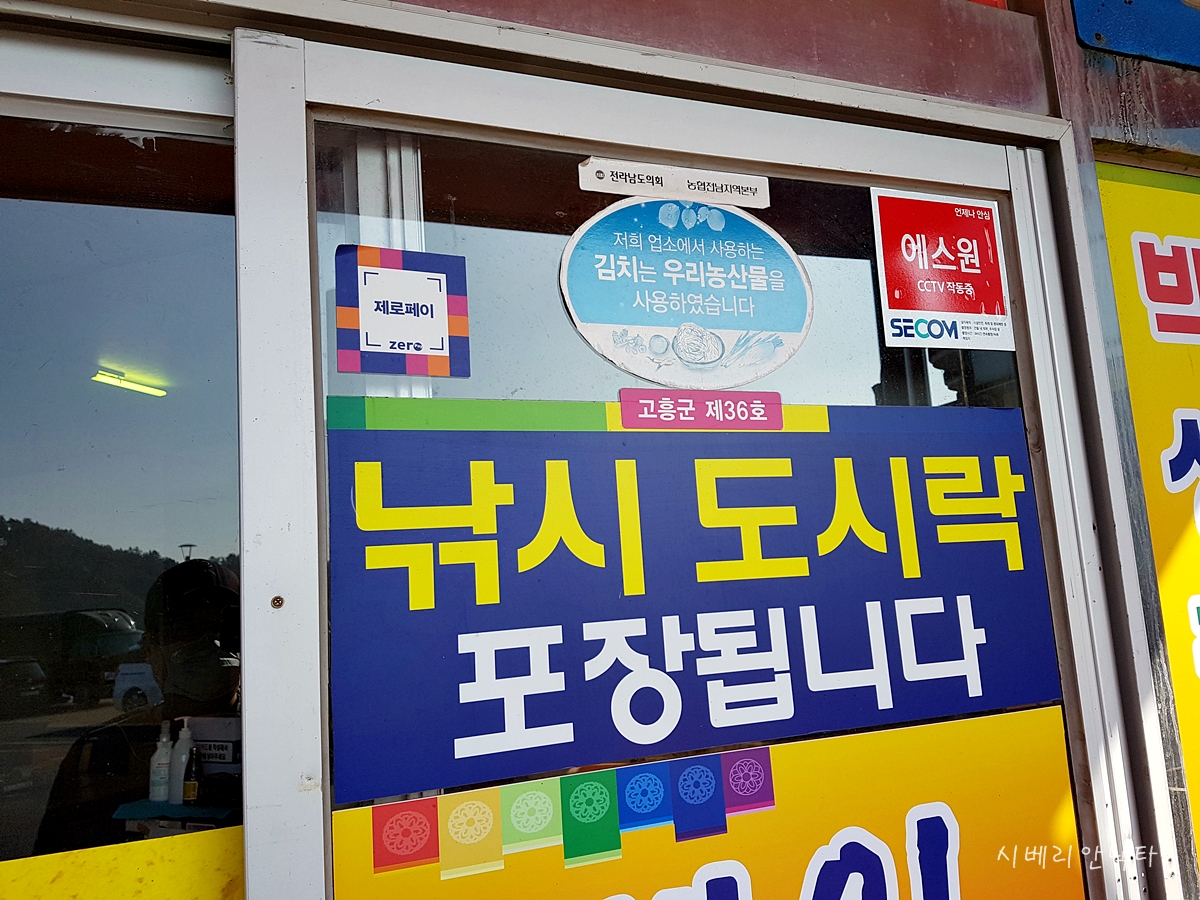 전라남도의회 농협전남지역본부
저희 업소에서 사용하는
김치는 우리농산물을
사용하였습니다
제로페이
zero
언제나 안심
에스원
CCTV 작동중
SECOM
고흥군 제36호
낚시 도시락
포장됩니다